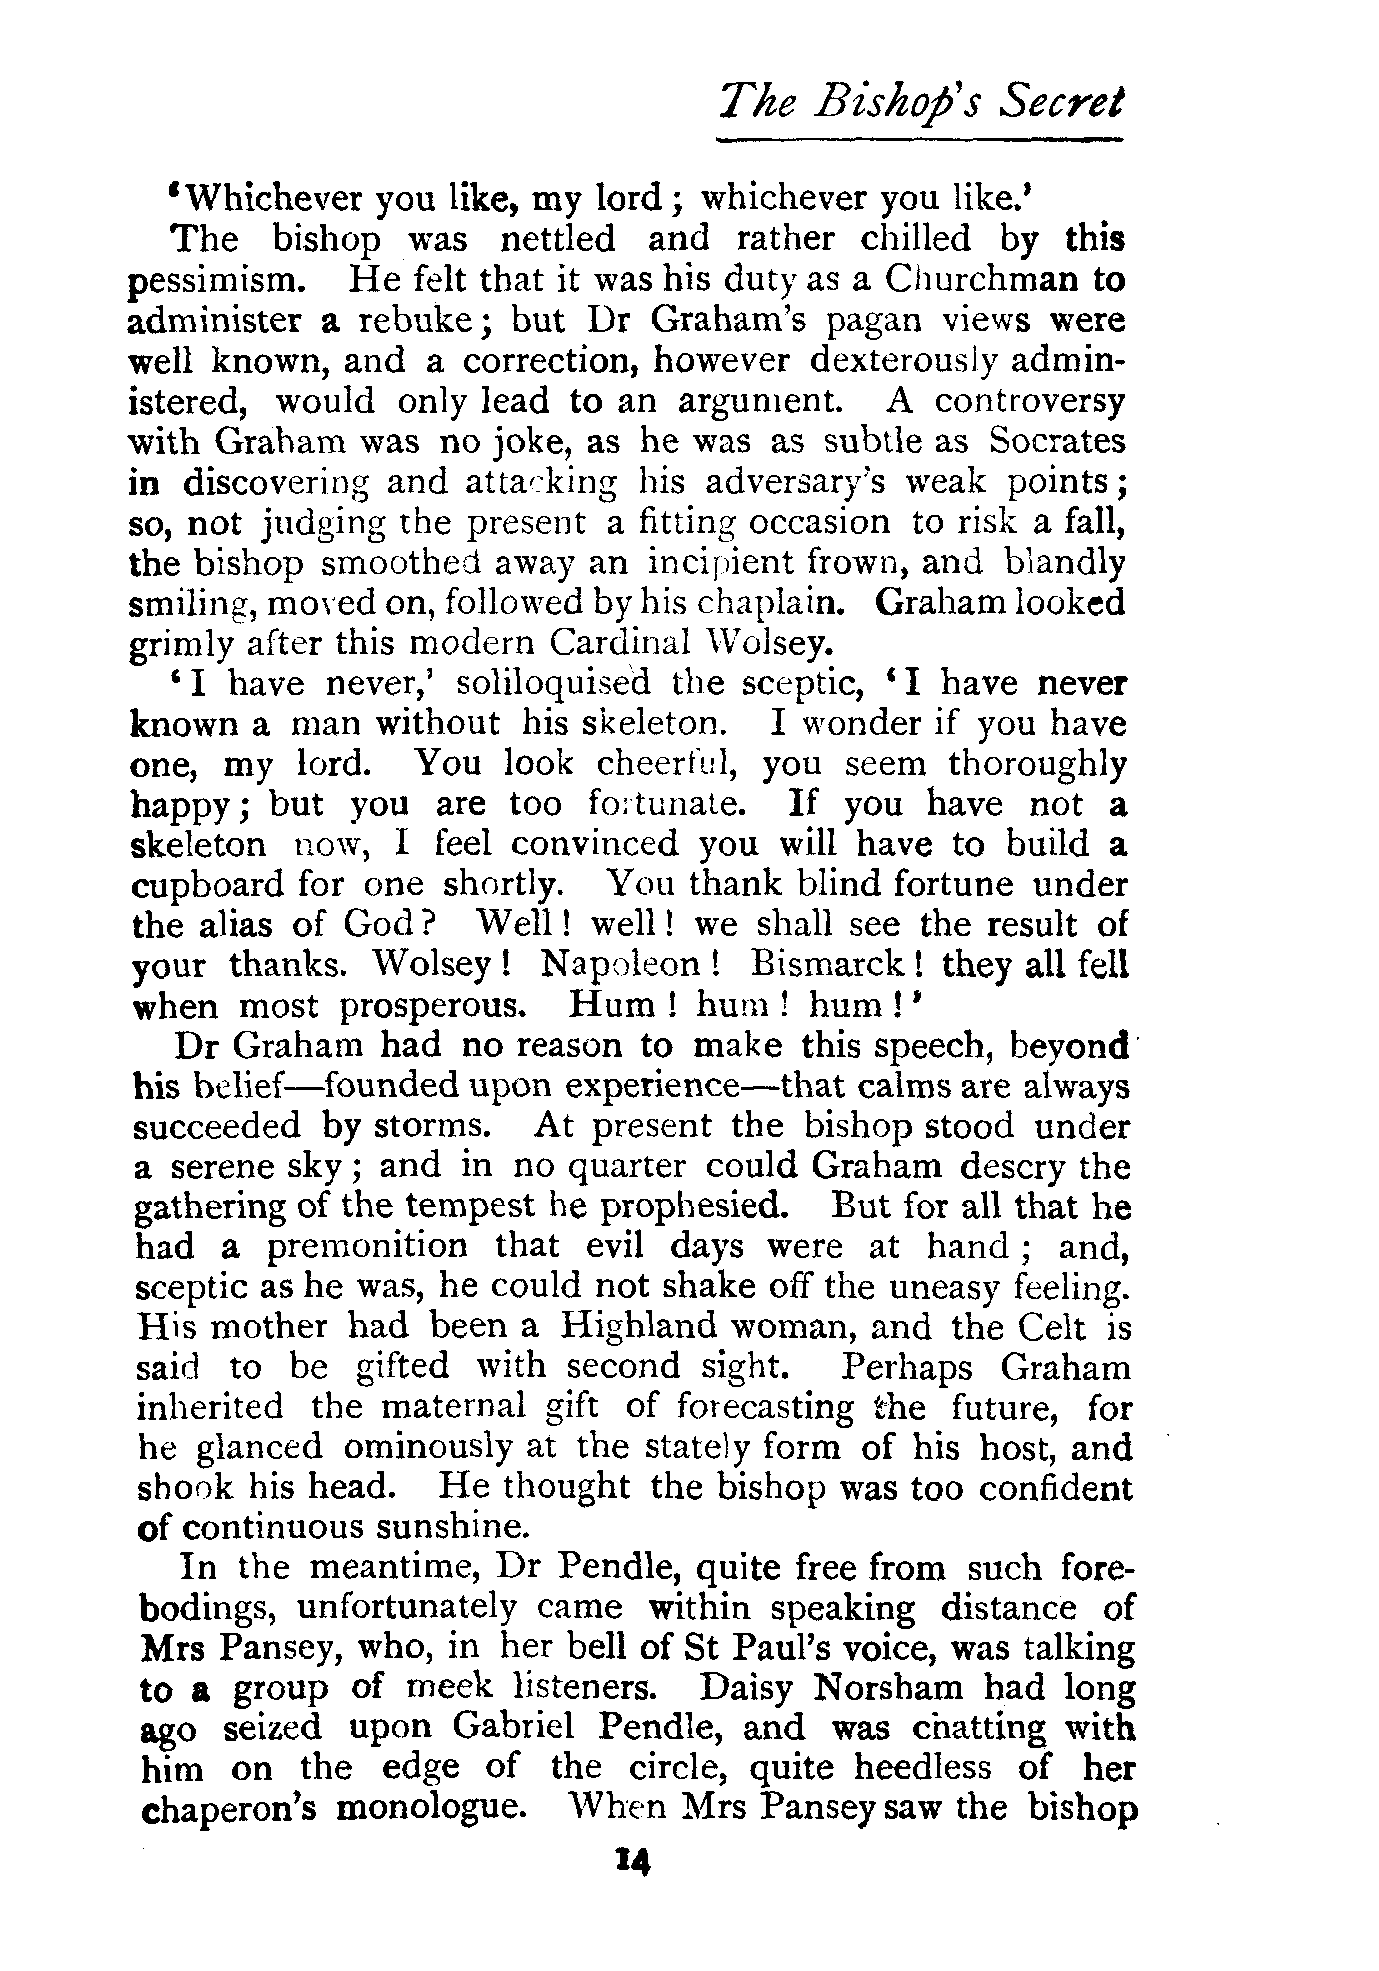 The Bishop's Secret
‘Whichever you like, my lord; whichever you like.’
The bishop was nettled and rather chilled by this
pessimism. He felt that it was his duty as a Churchman to
administer a rebuke; but Dr Graham's pagan views were
well known, and a correction, however dexterously admin-
istered, would only lead to an argument. A controversy
with Graham was no joke, as he was as subtle as Socrates
in discovering and attacking his adversary's weak points;
so, not judging the present a fitting occasion to risk a fall,
the bishop smoothed away an incipient frown, and blandly
smiling, moved on, followed by his chaplain. Graham looked
grimly after this modern Cardinal Wolsey.
‘I have never,’ soliloquised the sceptic, ‘I have never
known a man without his skeleton. I wonder if you have
one, my lord. You look cheerful, you seem thoroughly
happy; but you are too fortunate. If you have not a
skeleton now, I feel convinced you will have to build a
cupboard for one shortly. You thank blind fortune under
the alias of God? Well! well! we shall see the result of
your thanks. Wolsey! Napoleon! Bismarck! they all fell
when most prosperous. Hum! hum! hum!’
Dr Graham had no reason to make this speech, beyond
his belief—founded upon experience—that calms are always
succeeded by storms. At present the bishop stood under
a serene sky; and in no quarter could Graham descry the
gathering of the tempest he prophesied. But for all that he
had a premonition that evil days were at hand; and,
sceptic as he was, he could not shake off the uneasy feeling.
His mother had been a Highland woman, and the Celt is
said to be gifted with second sight. Perhaps Graham
inherited the maternal gift of forecasting the future, for
he glanced ominously at the stately form of his host, and
shook his head. He thought the bishop was too confident
of continuous sunshine.
In the meantime, Dr Pendle, quite free from such fore-
bodings, unfortunately came within speaking distance of
Mrs Pansey, who, in her bell of St Paul's voice, was talking
to a group of meek listeners. Daisy Norsham had long
ago seized upon Gabriel Pendle, and was chatting with
him on the edge of the circle, quite heedless of her
chaperon's monologue. When Mrs Pansey saw the bishop
14